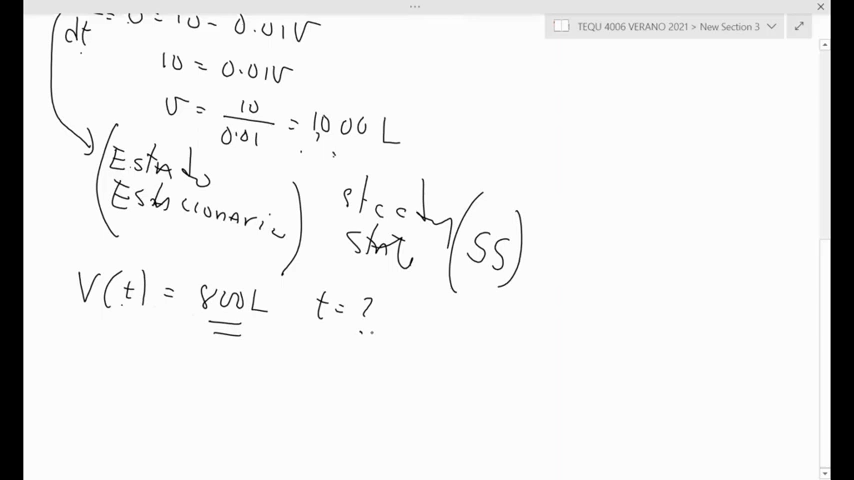 TEQU 4006 VERANO 2021 > New Section 3
dt = 0 = 10 - 0.01V
10 = 0.01V
V = 10 / 0.01 = 1,000 L
(Estado
Estacionario)
steady
state (SS)
V(t) = 800L t = ?